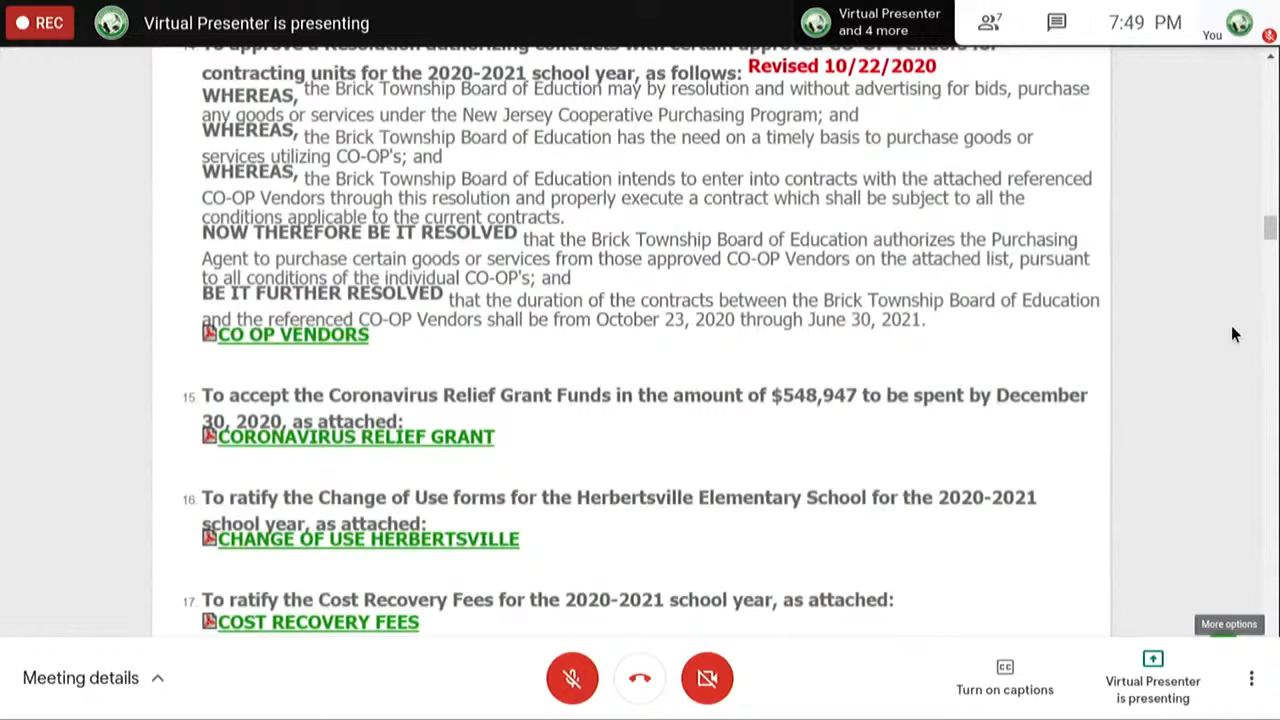 REC
Virtual Presenter is presenting
Virtual Presenter
and 4 more
7
7:49 PM
You
To approve a Resolution authorizing contracts with certain approved CO-OP Vendors for
contracting units for the 2020-2021 school year, as follows: Revised 10/22/2020
WHEREAS, the Brick Township Board of Eduction may by resolution and without advertising for bids, purchase
any goods or services under the New Jersey Cooperative Purchasing Program; and
WHEREAS, the Brick Township Board of Education has the need on a timely basis to purchase goods or
services utilizing CO-OP's; and
WHEREAS, the Brick Township Board of Education intends to enter into contracts with the attached referenced
CO-OP Vendors through this resolution and properly execute a contract which shall be subject to all the
conditions applicable to the current contracts.
NOW THEREFORE BE IT RESOLVED that the Brick Township Board of Education authorizes the Purchasing
Agent to purchase certain goods or services from those approved CO-OP Vendors on the attached list, pursuant
to all conditions of the individual CO-OP's; and
BE IT FURTHER RESOLVED that the duration of the contracts between the Brick Township Board of Education
and the referenced CO-OP Vendors shall be from October 23, 2020 through June 30, 2021.
CO OP VENDORS
15. To accept the Coronavirus Relief Grant Funds in the amount of $548,947 to be spent by December
30, 2020, as attached:
CORONAVIRUS RELIEF GRANT
16. To ratify the Change of Use forms for the Herbertsville Elementary School for the 2020-2021
school year, as attached:
CHANGE OF USE HERBERTSVILLE
17. To ratify the Cost Recovery Fees for the 2020-2021 school year, as attached:
COST RECOVERY FEES
More options
Meeting details
CC
Turn on captions
Virtual Presenter
is presenting